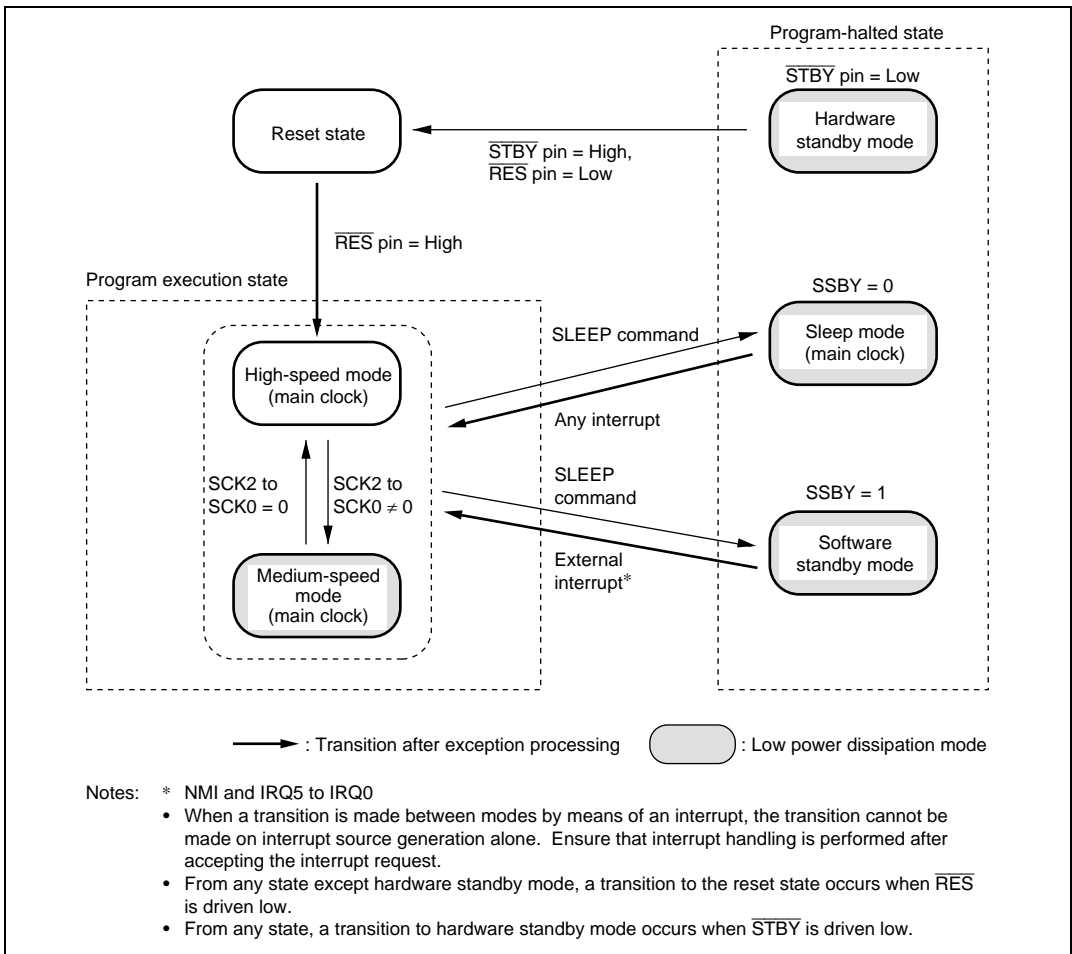 Program-halted state
STBY pin = Low
Hardware
standby mode
Reset state
STBY pin = High,
RES pin = Low
RES pin = High
Program execution state
SSBY = 0
Sleep mode
(main clock)
SLEEP command
High-speed mode
(main clock)
Any interrupt
SCK2 to
SCK0 = 0
SCK2 to
SCK0 ≠ 0
SLEEP
command
SSBY = 1
Software
standby mode
External
interrupt*
Medium-speed
mode
(main clock)
: Transition after exception processing
: Low power dissipation mode
Notes: * NMI and IRQ5 to IRQ0
• When a transition is made between modes by means of an interrupt, the transition cannot be
made on interrupt source generation alone. Ensure that interrupt handling is performed after
accepting the interrupt request.
• From any state except hardware standby mode, a transition to the reset state occurs when RES
is driven low.
• From any state, a transition to hardware standby mode occurs when STBY is driven low.